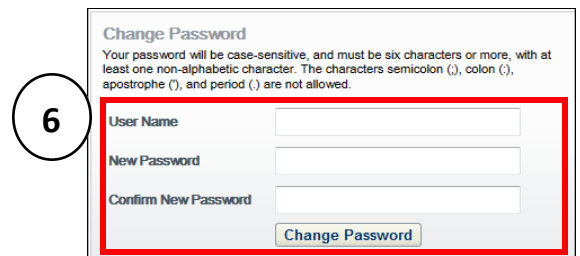 Change Password
Your password will be case-sensitive, and must be six characters or more, with at
least one non-alphabetic character. The characters semicolon (;), colon (:),
apostrophe ('), and period (.) are not allowed.
6
User Name
New Password
Confirm New Password
Change Password